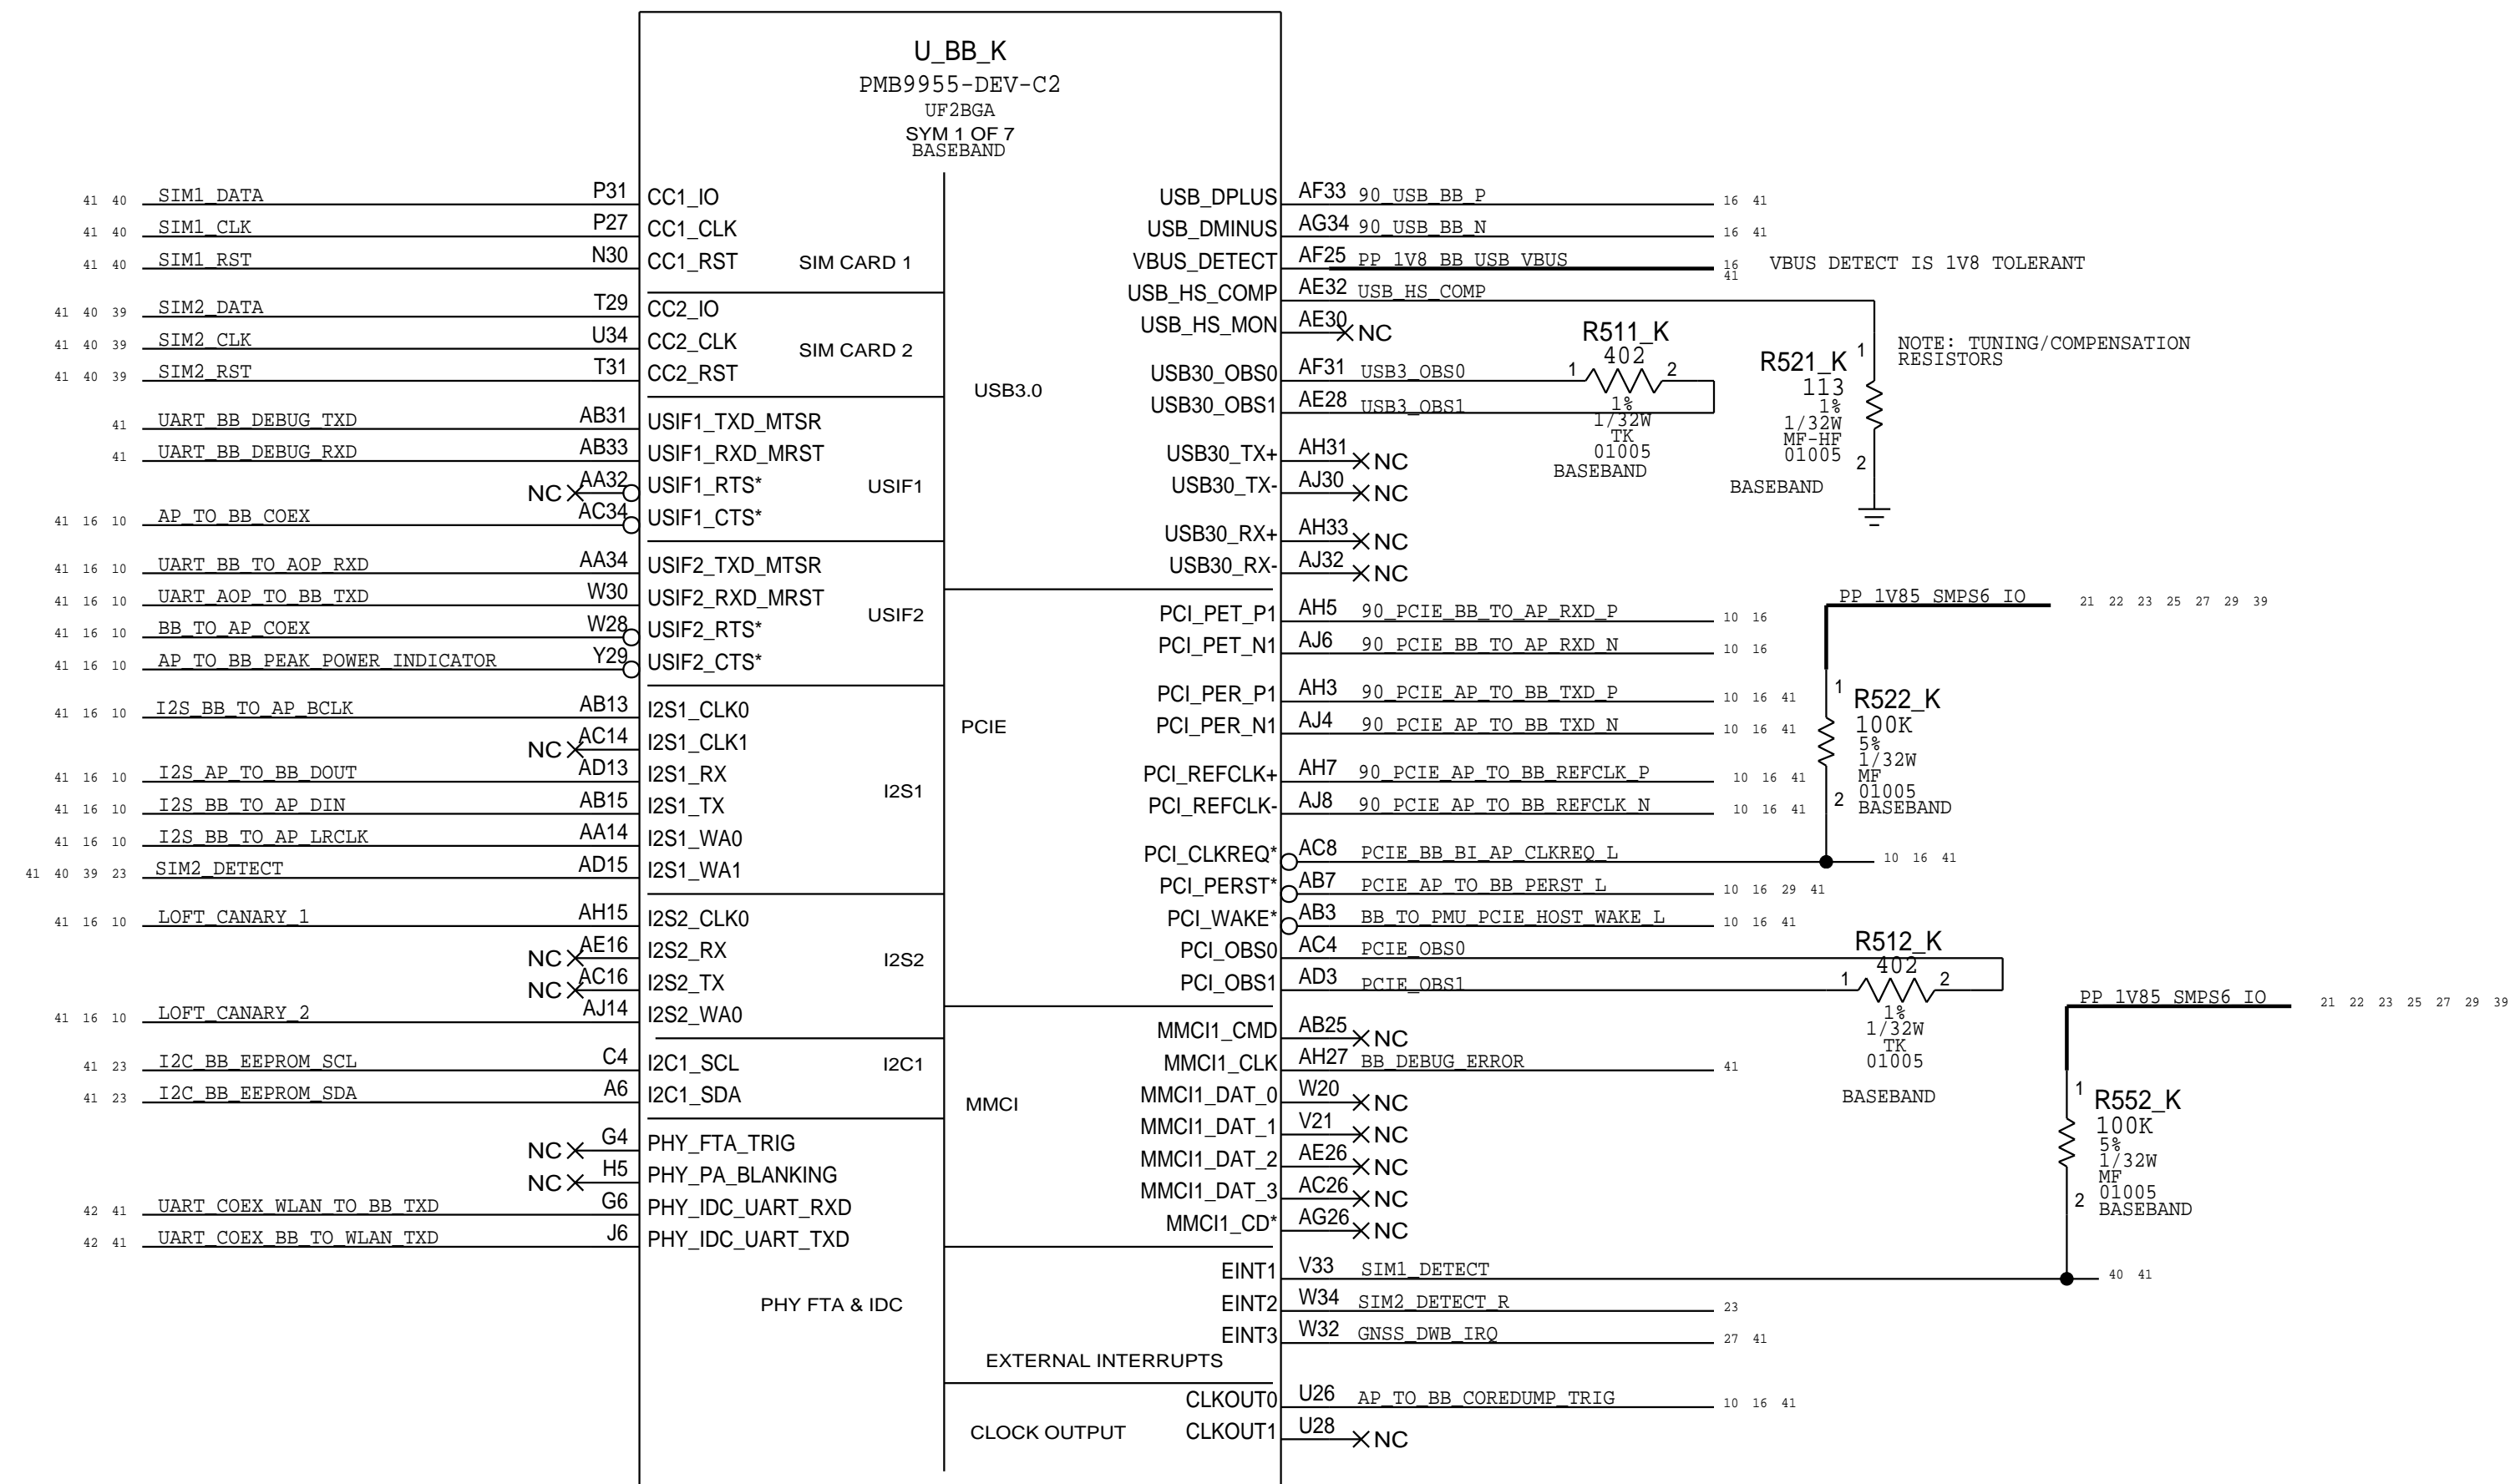 U_BB_K
PMB9955-DEV-C2
UF2BGA
SYM 1 OF 7
BASEBAND
41 40 SIM1_DATA P31 CC1_IO
41 40 SIM1_CLK P27 CC1_CLK
41 40 SIM1_RST N30 CC1_RST SIM CARD 1
41 40 39 SIM2_DATA T29 CC2_IO
41 40 39 SIM2_CLK U34 CC2_CLK SIM CARD 2
41 40 39 SIM2_RST T31 CC2_RST
41 UART_BB_DEBUG_TXD AB31 USIF1_TXD_MTSR
41 UART_BB_DEBUG_RXD AB33 USIF1_RXD_MRST
NC AA32 USIF1_RTS* USIF1
41 16 10 AP_TO_BB_COEX AC34 USIF1_CTS*
41 16 10 UART_BB_TO_AOP_RXD AA34 USIF2_TXD_MTSR
41 16 10 UART_AOP_TO_BB_TXD W30 USIF2_RXD_MRST
41 16 10 BB_TO_AP_COEX W28 USIF2_RTS* USIF2
41 16 10 AP_TO_BB_PEAK_POWER_INDICATOR Y29 USIF2_CTS*
41 16 10 I2S_BB_TO_AP_BCLK AB13 I2S1_CLK0
NC AC14 I2S1_CLK1
41 16 10 I2S_AP_TO_BB_DOUT AD13 I2S1_RX I2S1
41 16 10 I2S_BB_TO_AP_DIN AB15 I2S1_TX
41 16 10 I2S_BB_TO_AP_LRCLK AA14 I2S1_WA0
41 40 39 23 SIM2_DETECT AD15 I2S1_WA1
41 16 10 LOFT_CANARY_1 AH15 I2S2_CLK0
NC AE16 I2S2_RX I2S2
NC AC16 I2S2_TX
41 16 10 LOFT_CANARY_2 AJ14 I2S2_WA0
41 23 I2C_BB_EEPROM_SCL C4 I2C1_SCL I2C1
41 23 I2C_BB_EEPROM_SDA A6 I2C1_SDA
NC G4 PHY_FTA_TRIG
NC H5 PHY_PA_BLANKING
42 41 UART_COEX_WLAN_TO_BB_TXD G6 PHY_IDC_UART_RXD
42 41 UART_COEX_BB_TO_WLAN_TXD J6 PHY_IDC_UART_TXD
PHY FTA & IDC
USB_DPLUS AF33 90_USB_BB_P 16 41
USB_DMINUS AG34 90_USB_BB_N 16 41
VBUS_DETECT AF25 PP_1V8_BB_USB_VBUS 16 41 VBUS DETECT IS 1V8 TOLERANT
USB_HS_COMP AE32 USB_HS_COMP
USB_HS_MON AE30 NC
USB3.0 USB30_OBS0 AF31 USB3_OBS0
USB30_OBS1 AE28 USB3_OBS1
USB30_TX+ AH31 NC
USB30_TX- AJ30 NC
USB30_RX+ AH33 NC
USB30_RX- AJ32 NC
R511_K
402
1 2
1%
1/32W
TK
01005
BASEBAND
R521_K
113
1%
1/32W
MF-HF
01005
1
2
BASEBAND
NOTE: TUNING/COMPENSATION
RESISTORS
PCI_PET_P1 AH5 90_PCIE_BB_TO_AP_RXD_P 10 16
PCI_PET_N1 AJ6 90_PCIE_BB_TO_AP_RXD_N 10 16
PCI_PER_P1 AH3 90_PCIE_AP_TO_BB_TXD_P 10 16 41
PCIE PCI_PER_N1 AJ4 90_PCIE_AP_TO_BB_TXD_N 10 16 41
PCI_REFCLK+ AH7 90_PCIE_AP_TO_BB_REFCLK_P 10 16 41
PCI_REFCLK- AJ8 90_PCIE_AP_TO_BB_REFCLK_N 10 16 41
PCI_CLKREQ* AC8 PCIE_BB_BI_AP_CLKREQ_L 10 16 41
PCI_PERST* AB7 PCIE_AP_TO_BB_PERST_L 10 16 29 41
PCI_WAKE* AB3 BB_TO_PMU_PCIE_HOST_WAKE_L 10 16 41
PCI_OBS0 AC4 PCIE_OBS0
PCI_OBS1 AD3 PCIE_OBS1
PP_1V85_SMPS6_IO 21 22 23 25 27 29 39
1
R522_K
100K
5%
1/32W
MF
01005
2 BASEBAND
R512_K
402
1 2
1%
1/32W
TK
01005
BASEBAND
MMCI1_CMD AB25 NC
MMCI1_CLK AH27 BB_DEBUG_ERROR 41
MMCI MMCI1_DAT_0 W20 NC
MMCI1_DAT_1 V21 NC
MMCI1_DAT_2 AE26 NC
MMCI1_DAT_3 AC26 NC
MMCI1_CD* AG26 NC
PP_1V85_SMPS6_IO 21 22 23 25 27 29 39
1
R552_K
100K
5%
1/32W
MF
01005
2 BASEBAND
EINT1 V33 SIM1_DETECT 40 41
EINT2 W34 SIM2_DETECT_R 23
EINT3 W32 GNSS_DWB_IRQ 27 41
EXTERNAL INTERRUPTS
CLKOUT0 U26 AP_TO_BB_COREDUMP_TRIG 10 16 41
CLOCK OUTPUT CLKOUT1 U28 NC